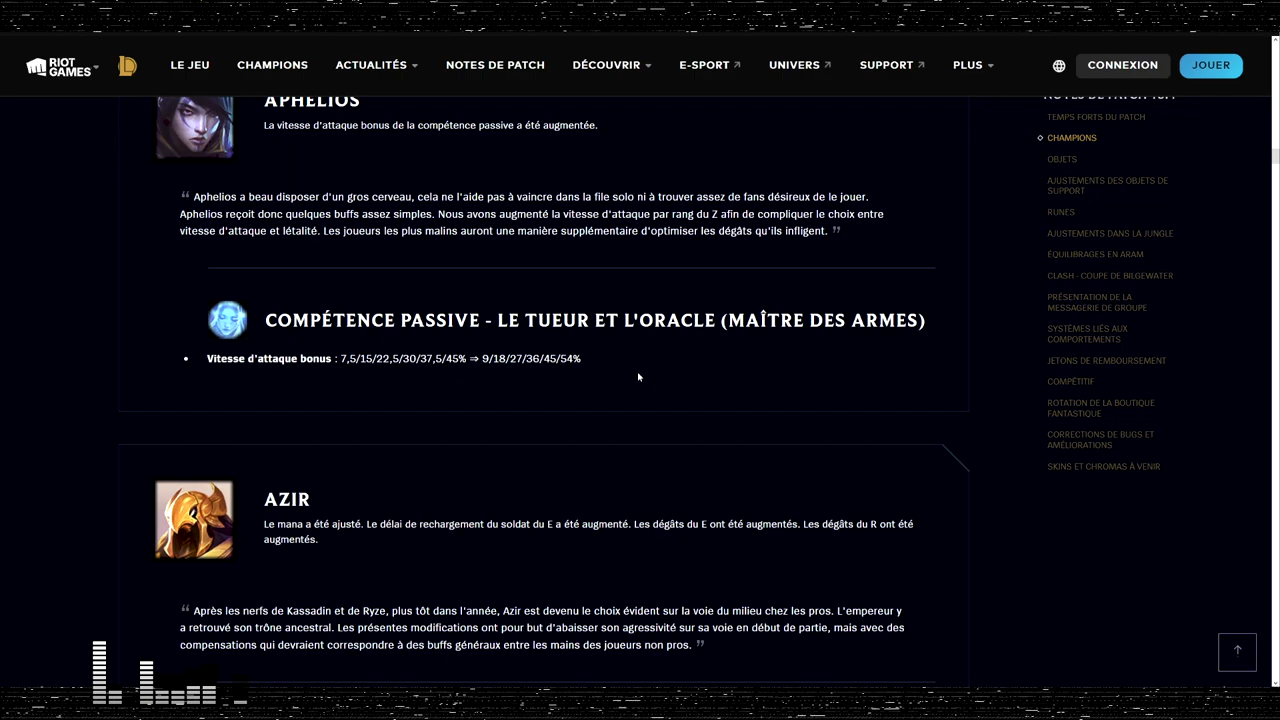 RIOT GAMES
LE JEU
CHAMPIONS
ACTUALITÉS
NOTES DE PATCH
DÉCOUVRIR
E-SPORT
UNIVERS
SUPPORT
PLUS
CONNEXION
JOUER
APHELIOS
La vitesse d'attaque bonus de la compétence passive a été augmentée.
“ Aphelios a beau disposer d'un gros cerveau, cela ne l'aide pas à vaincre dans la file solo ni à trouver assez de fans désireux de le jouer.
Aphelios reçoit donc quelques buffs assez simples. Nous avons augmenté la vitesse d'attaque par rang du Z afin de compliquer le choix entre
vitesse d'attaque et létalité. Les joueurs les plus malins auront une manière supplémentaire d'optimiser les dégâts qu'ils infligent. ”
COMPÉTENCE PASSIVE - LE TUEUR ET L'ORACLE (MAÎTRE DES ARMES)
• Vitesse d'attaque bonus : 7,5/15/22,5/30/37,5/45% ⇒ 9/18/27/36/45/54%
AZIR
Le mana a été ajusté. Le délai de rechargement du soldat du E a été augmenté. Les dégâts du E ont été augmentés. Les dégâts du R ont été
augmentés.
“ Après les nerfs de Kassadin et de Ryze, plus tôt dans l'année, Azir est devenu le choix évident sur la voie du milieu chez les pros. L'empereur y
a retrouvé son trône ancestral. Les présentes modifications ont pour but d'abaisser son agressivité sur sa voie en début de partie, mais avec des
compensations qui devraient correspondre à des buffs généraux entre les mains des joueurs non pros. ”
TEMPS FORTS DU PATCH
CHAMPIONS
OBJETS
AJUSTEMENTS DES OBJETS DE
SUPPORT
RUNES
AJUSTEMENTS DANS LA JUNGLE
ÉQUILIBRAGES EN ARAM
CLASH - COUPE DE BILGEWATER
PRÉSENTATION DE LA
MESSAGERIE DE GROUPE
SYSTÈMES LIÉS AUX
COMPORTEMENTS
JETONS DE REMBOURSEMENT
COMPÉTITIF
ROTATION DE LA BOUTIQUE
FANTASTIQUE
CORRECTIONS DE BUGS ET
AMÉLIORATIONS
SKINS ET CHROMAS À VENIR